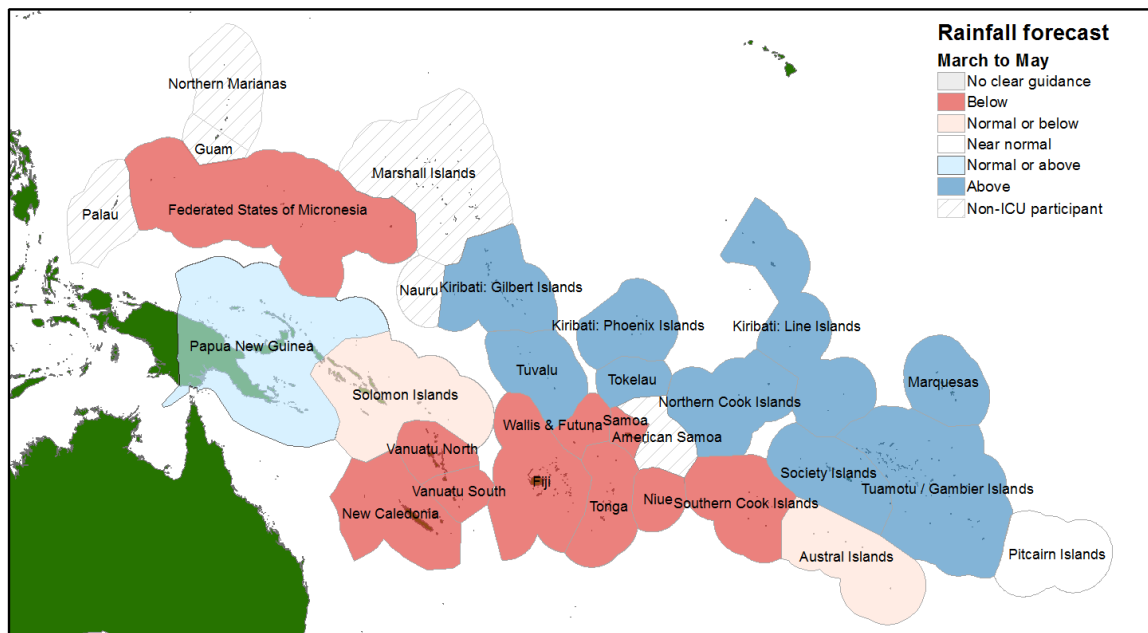 Rainfall forecast
March to May
No clear guidance
Below
Normal or below
Near normal
Normal or above
Above
Non-ICU participant
Northern Marianas
Guam
Marshall Islands
Palau
Federated States of Micronesia
Nauru
Kiribati: Gilbert Islands
Kiribati: Phoenix Islands
Kiribati: Line Islands
Papua New Guinea
Tuvalu
Tokelau
Marquesas
Solomon Islands
Northern Cook Islands
Wallis & Futuna
Samoa
American Samoa
Vanuatu North
Society Islands
Fiji
Vanuatu South
Tuamotu / Gambier Islands
Niue
Southern Cook Islands
Tonga
New Caledonia
Austral Islands
Pitcairn Islands